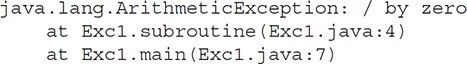 java.lang.ArithmeticException: / by zero
at Exc1.subroutine(Exc1.java:4)
at Exc1.main(Exc1.java:7)